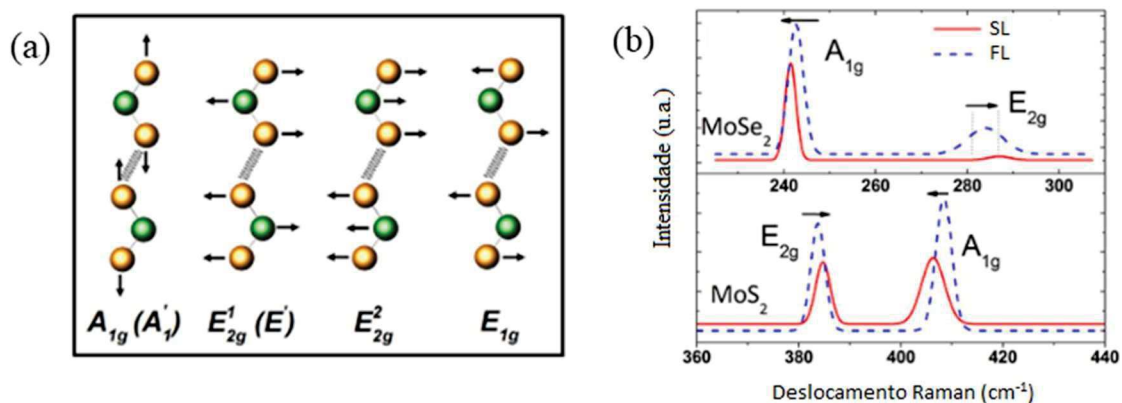 (a)
A₁g (A₁') E¹₂g (E') E²₂g E₁g
(b)
Intensidade (u.a.)
A₁g
SL
FL
E₂g
MoSe₂
240 260 280 300
E₂g
A₁g
MoS₂
360 380 400 420 440
Deslocamento Raman (cm⁻¹)